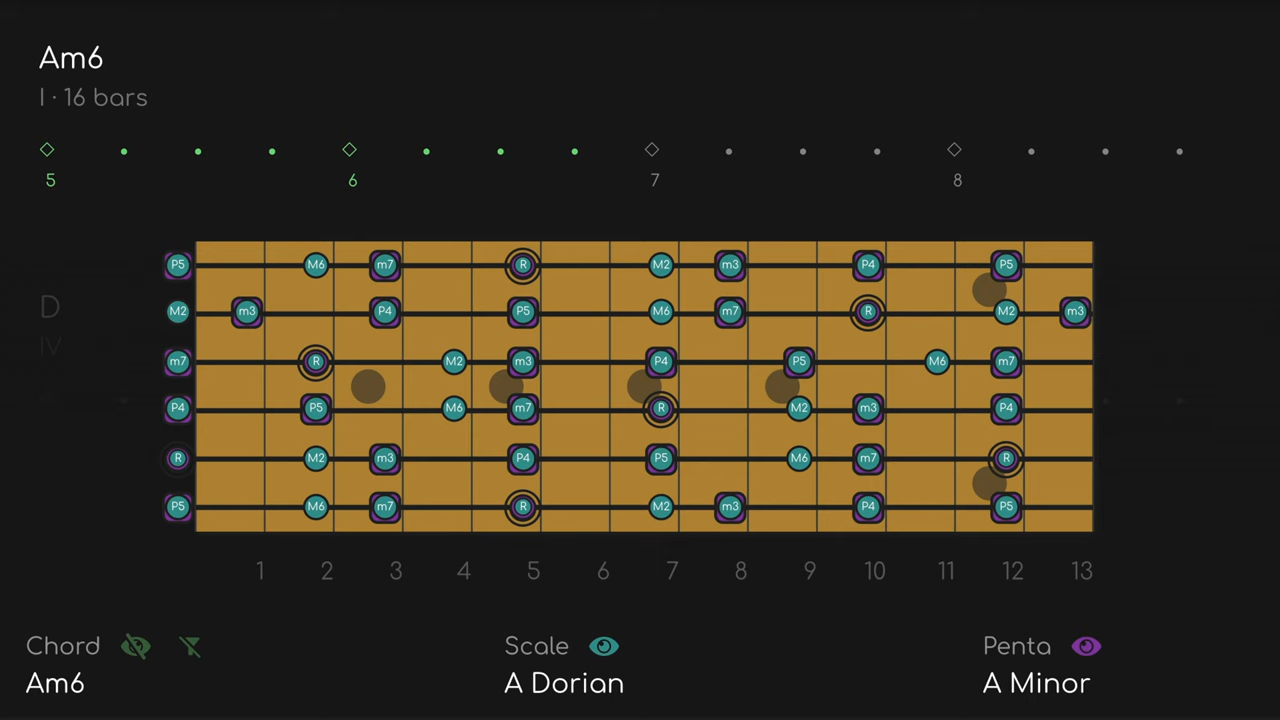 Am6
I · 16 bars
5 6 7 8
P5 M6 m7 R M2 m3 P4 P5
D
M2 m3 P4 P5 M6 m7 R M2 m3
IV
m7 R M2 m3 P4 P5 M6 m7
P4 P5 M6 m7 R M2 m3 P4
R M2 m3 P4 P5 M6 m7 R
P5 M6 m7 R M2 m3 P4 P5
1 2 3 4 5 6 7 8 9 10 11 12 13
Chord Scale Penta
Am6 A Dorian A Minor